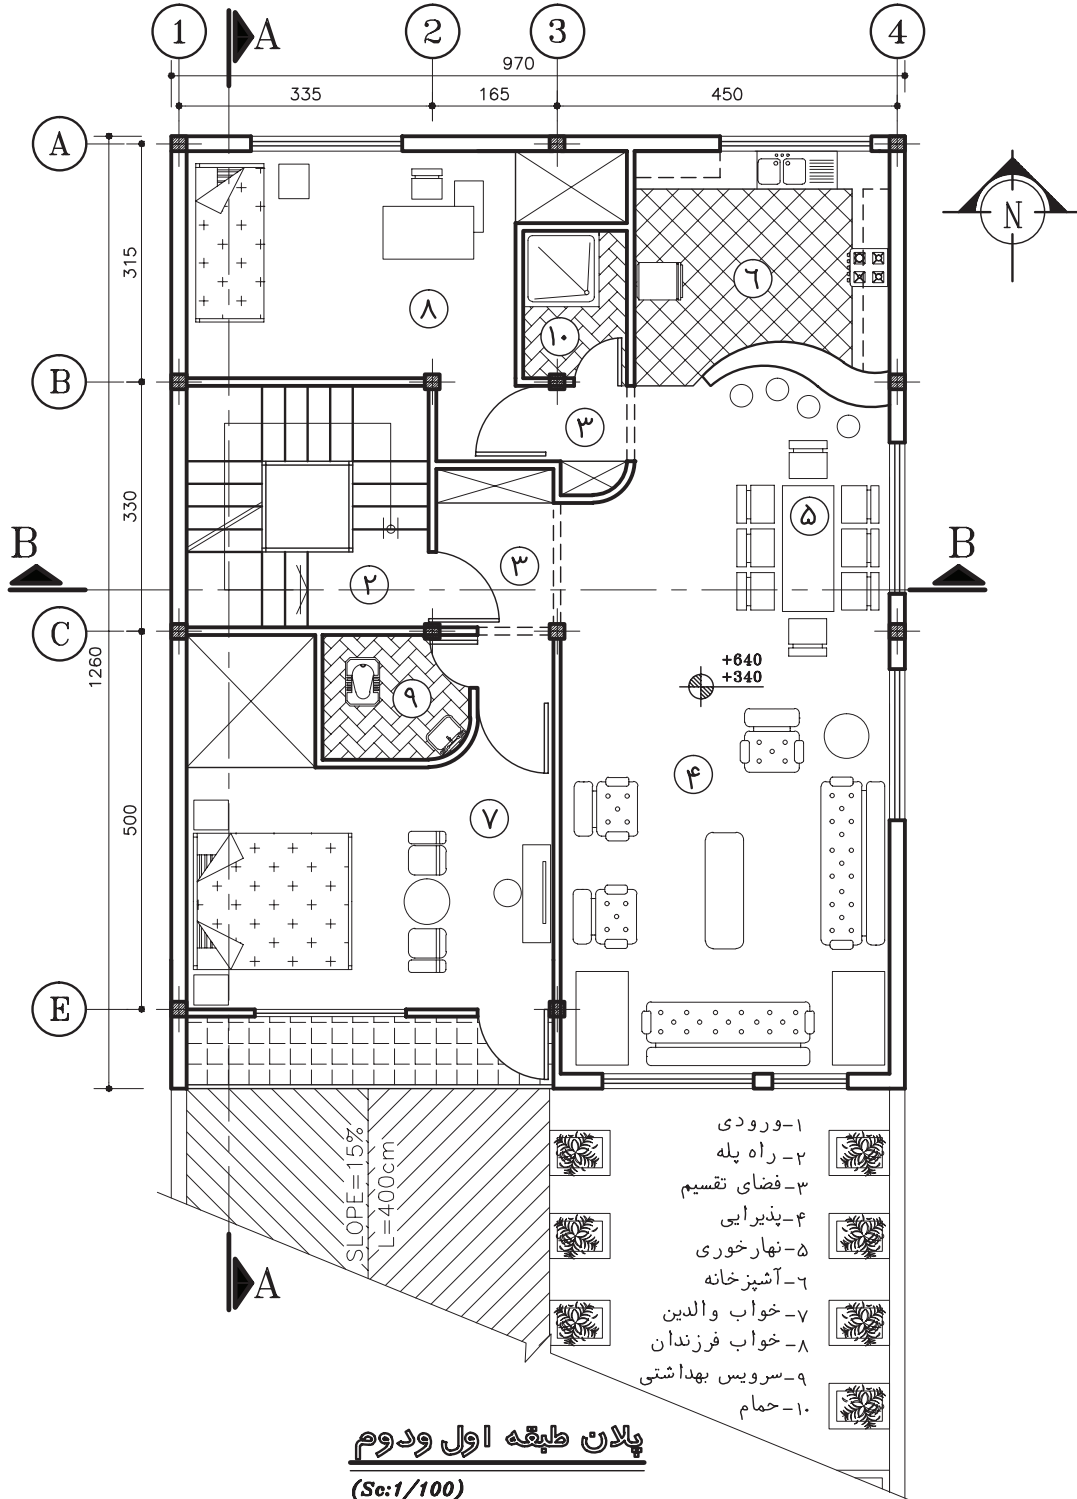 1 A 2 3 4
970
335 165 450
A
N
315
۶
۸
۱۰
B
۳
330
۵
B B
۳
۲
C
1260
+640
+340
۹
۴
500
۷
E
SLOPE=15%
L=400cm
A
۱-ورودی
۲-راه پله
۳-فضای تقسیم
۴-پذیرایی
۵-نهارخوری
۶-آشپزخانه
۷-خواب والدین
۸-خواب فرزندان
۹-سرویس بهداشتی
۱۰-حمام
پلان طبقه اول ودوم
(Sc:1/100)